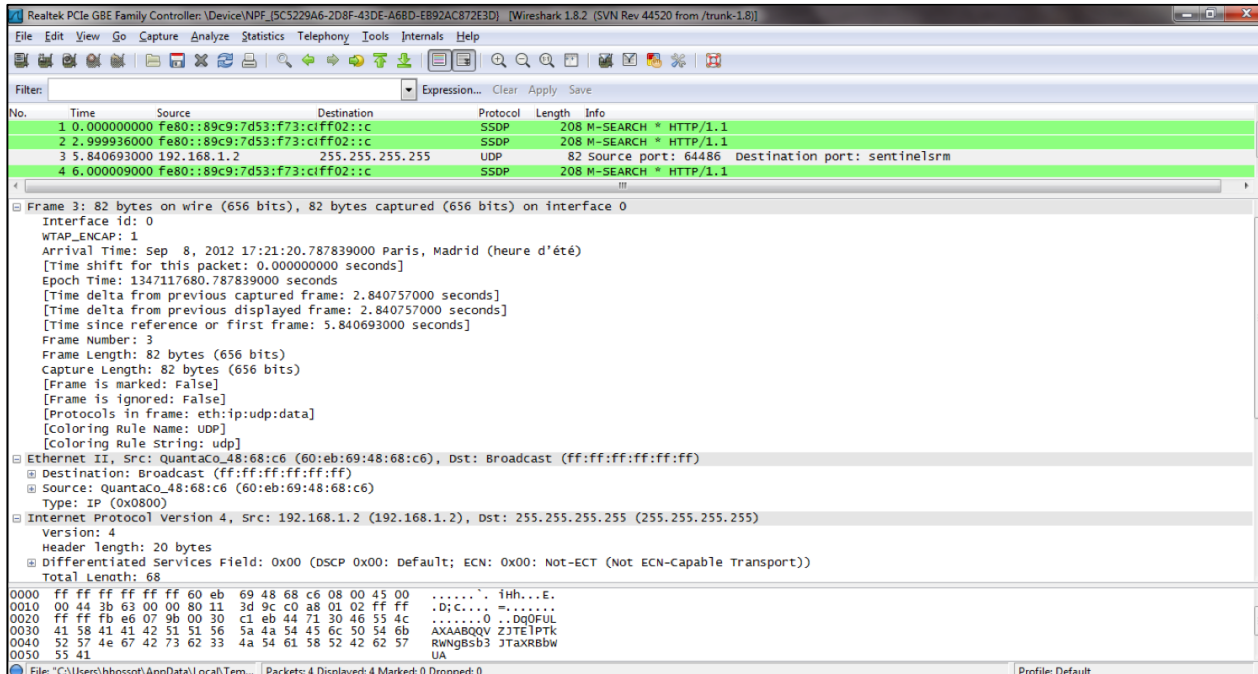 Realtek PCIe GBE Family Controller: \Device\NPF_{5C5229A6-2D8F-43DE-A6BD-EB92AC872E3D} [Wireshark 1.8.2 (SVN Rev 44520 from /trunk-1.8)]
File Edit View Go Capture Analyze Statistics Telephony Tools Internals Help
Filter: Expression... Clear Apply Save
No. Time Source Destination Protocol Length Info
1 0.000000000 fe80::89c9:7d53:f73:c ff02::c SSDP 208 M-SEARCH * HTTP/1.1
2 2.999936000 fe80::89c9:7d53:f73:c ff02::c SSDP 208 M-SEARCH * HTTP/1.1
3 5.840693000 192.168.1.2 255.255.255.255 UDP 82 Source port: 64486 Destination port: sentinelsrm
4 6.000009000 fe80::89c9:7d53:f73:c ff02::c SSDP 208 M-SEARCH * HTTP/1.1
Frame 3: 82 bytes on wire (656 bits), 82 bytes captured (656 bits) on interface 0
Interface id: 0
WTAP_ENCAP: 1
Arrival Time: Sep 8, 2012 17:21:20.787839000 Paris, Madrid (heure d'été)
[Time shift for this packet: 0.000000000 seconds]
Epoch Time: 1347117680.787839000 seconds
[Time delta from previous captured frame: 2.840757000 seconds]
[Time delta from previous displayed frame: 2.840757000 seconds]
[Time since reference or first frame: 5.840693000 seconds]
Frame Number: 3
Frame Length: 82 bytes (656 bits)
Capture Length: 82 bytes (656 bits)
[Frame is marked: False]
[Frame is ignored: False]
[Protocols in frame: eth:ip:udp:data]
[Coloring Rule Name: UDP]
[Coloring Rule String: udp]
Ethernet II, Src: QuantaCo_48:68:c6 (60:eb:69:48:68:c6), Dst: Broadcast (ff:ff:ff:ff:ff:ff)
Destination: Broadcast (ff:ff:ff:ff:ff:ff)
Source: QuantaCo_48:68:c6 (60:eb:69:48:68:c6)
Type: IP (0x0800)
Internet Protocol Version 4, Src: 192.168.1.2 (192.168.1.2), Dst: 255.255.255.255 (255.255.255.255)
Version: 4
Header length: 20 bytes
Differentiated Services Field: 0x00 (DSCP 0x00: Default; ECN: 0x00: Not-ECT (Not ECN-Capable Transport))
Total Length: 68
0000 ff ff ff ff ff ff 60 eb 69 48 68 c6 08 00 45 00 ......`. iHh...E.
0010 00 44 3b 63 00 00 80 11 3d 9c c0 a8 01 02 ff ff .D;c.... =.......
0020 ff ff fb e6 07 9b 00 30 c1 eb 44 71 30 46 55 4c .......0 ..Dq0FUL
0030 41 58 41 41 42 51 51 56 5a 4a 54 45 6c 50 54 6b AXAABQQV ZJTElPTk
0040 52 57 4e 67 42 73 62 33 4a 54 61 58 52 42 62 57 RWNgBsb3 JTaXRBbW
0050 55 41 UA
File: "C:\Users\hbossot\AppData\Local\Tem... Packets: 4 Displayed: 4 Marked: 0 Dropped: 0 Profile: Default